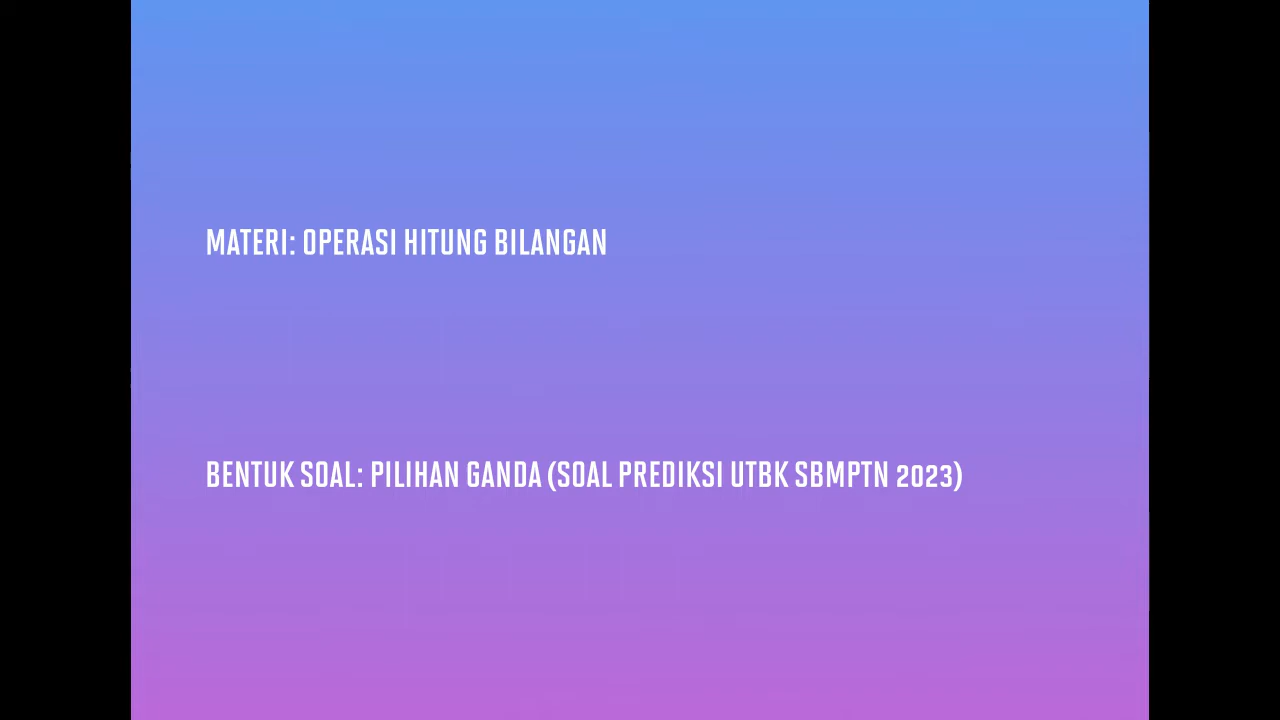 MATERI: OPERASI HITUNG BILANGAN
BENTUK SOAL: PILIHAN GANDA (SOAL PREDIKSI UTBK SBMPTN 2023)